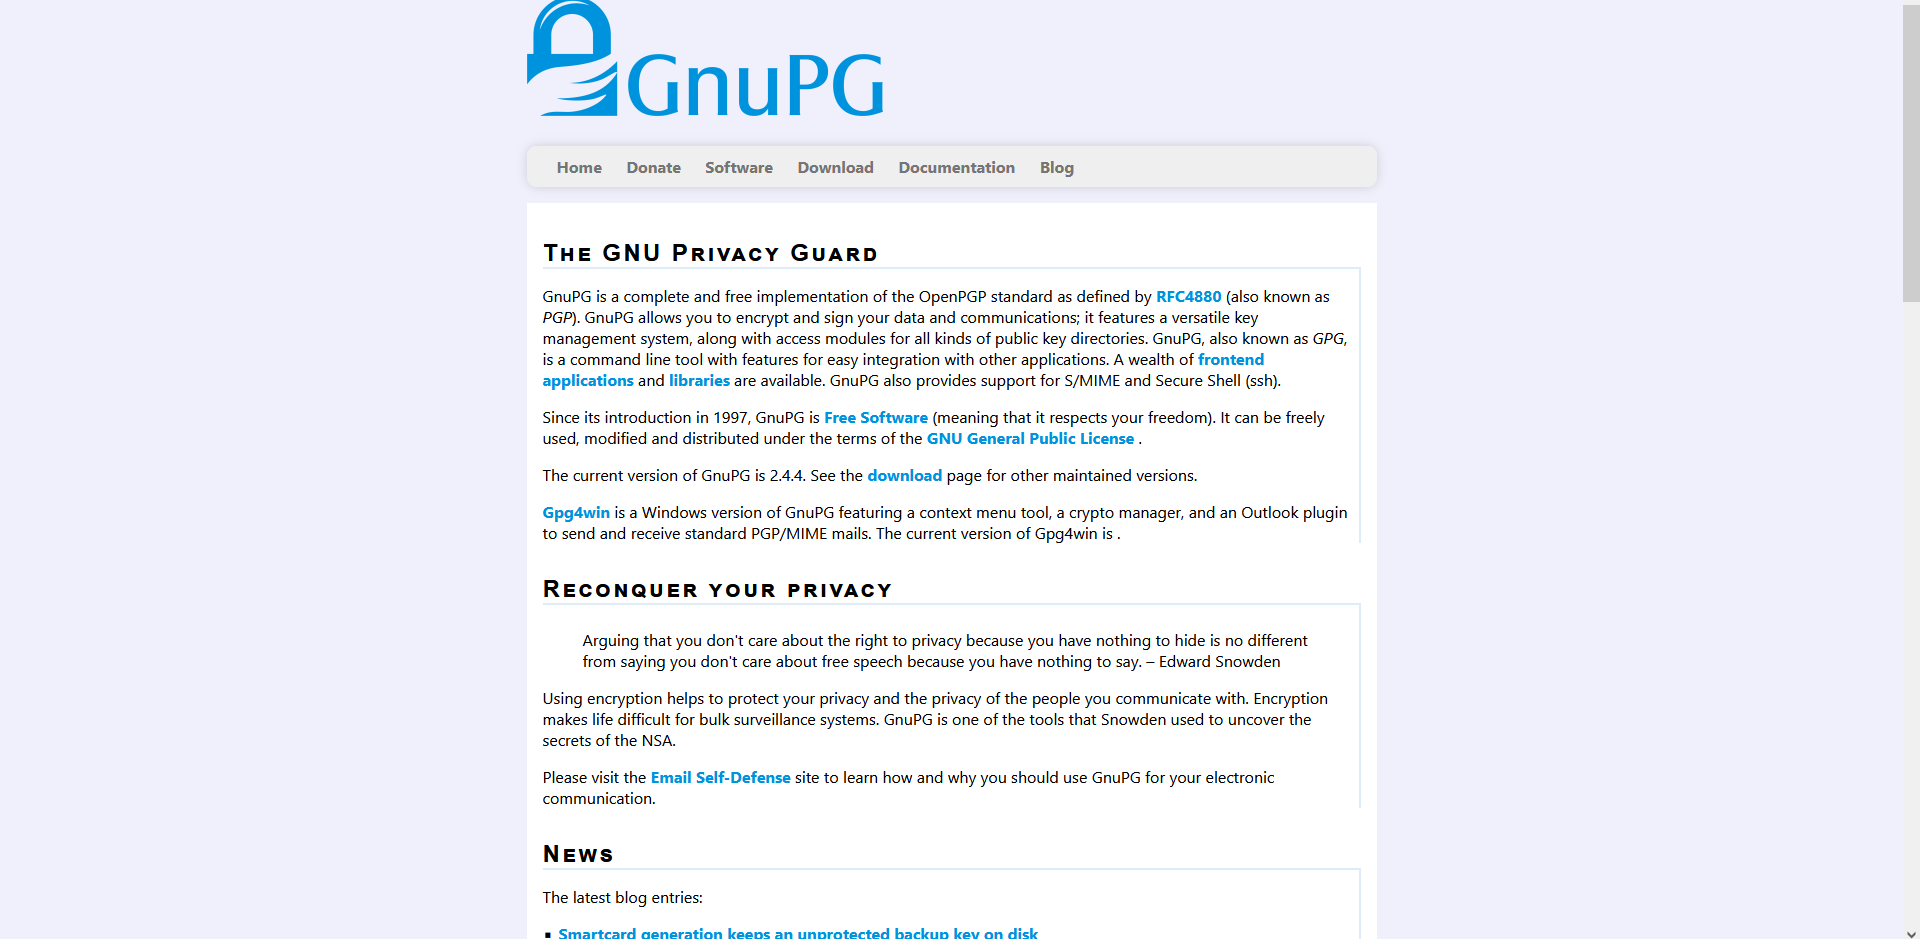 GnuPG
Home Donate Software Download Documentation Blog
The GNU Privacy Guard
GnuPG is a complete and free implementation of the OpenPGP standard as defined by RFC4880 (also known as
PGP). GnuPG allows you to encrypt and sign your data and communications; it features a versatile key
management system, along with access modules for all kinds of public key directories. GnuPG, also known as GPG,
is a command line tool with features for easy integration with other applications. A wealth of frontend
applications and libraries are available. GnuPG also provides support for S/MIME and Secure Shell (ssh).
Since its introduction in 1997, GnuPG is Free Software (meaning that it respects your freedom). It can be freely
used, modified and distributed under the terms of the GNU General Public License .
The current version of GnuPG is 2.4.4. See the download page for other maintained versions.
Gpg4win is a Windows version of GnuPG featuring a context menu tool, a crypto manager, and an Outlook plugin
to send and receive standard PGP/MIME mails. The current version of Gpg4win is .
Reconquer your privacy
Arguing that you don't care about the right to privacy because you have nothing to hide is no different
from saying you don't care about free speech because you have nothing to say. – Edward Snowden
Using encryption helps to protect your privacy and the privacy of the people you communicate with. Encryption
makes life difficult for bulk surveillance systems. GnuPG is one of the tools that Snowden used to uncover the
secrets of the NSA.
Please visit the Email Self-Defense site to learn how and why you should use GnuPG for your electronic
communication.
News
The latest blog entries:
▪ Smartcard generation keeps an unprotected backup key on disk